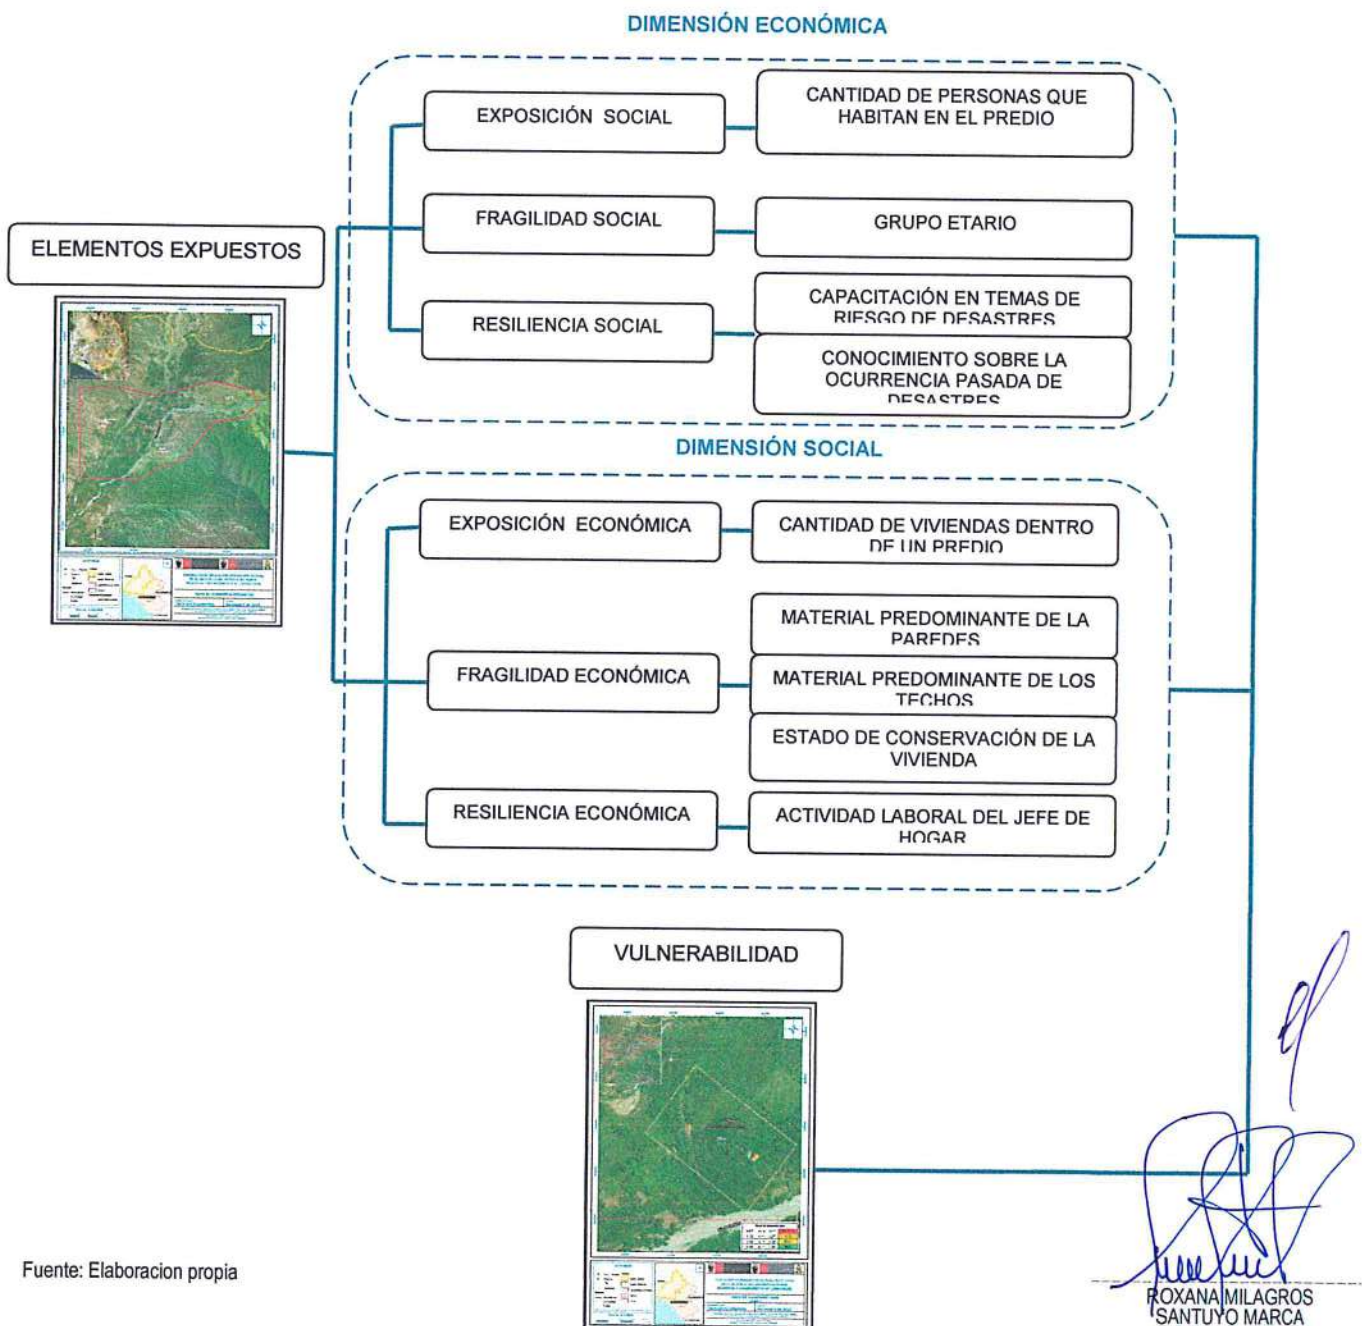 DIMENSIÓN ECONÓMICA
EXPOSICIÓN SOCIAL
CANTIDAD DE PERSONAS QUE
HABITAN EN EL PREDIO
ELEMENTOS EXPUESTOS
FRAGILIDAD SOCIAL
GRUPO ETARIO
RESILIENCIA SOCIAL
CAPACITACIÓN EN TEMAS DE
RIESGO DE DESASTRES
CONOCIMIENTO SOBRE LA
OCURRENCIA PASADA DE
DESASTRES
DIMENSIÓN SOCIAL
EXPOSICIÓN ECONÓMICA
CANTIDAD DE VIVIENDAS DENTRO
DE UN PREDIO
FRAGILIDAD ECONÓMICA
MATERIAL PREDOMINANTE DE LA
PAREDES
MATERIAL PREDOMINANTE DE LOS
TECHOS
ESTADO DE CONSERVACIÓN DE LA
VIVIENDA
RESILIENCIA ECONÓMICA
ACTIVIDAD LABORAL DEL JEFE DE
HOGAR
VULNERABILIDAD
Fuente: Elaboracion propia
ROXANA MILAGROS
SANTUYO MARCA